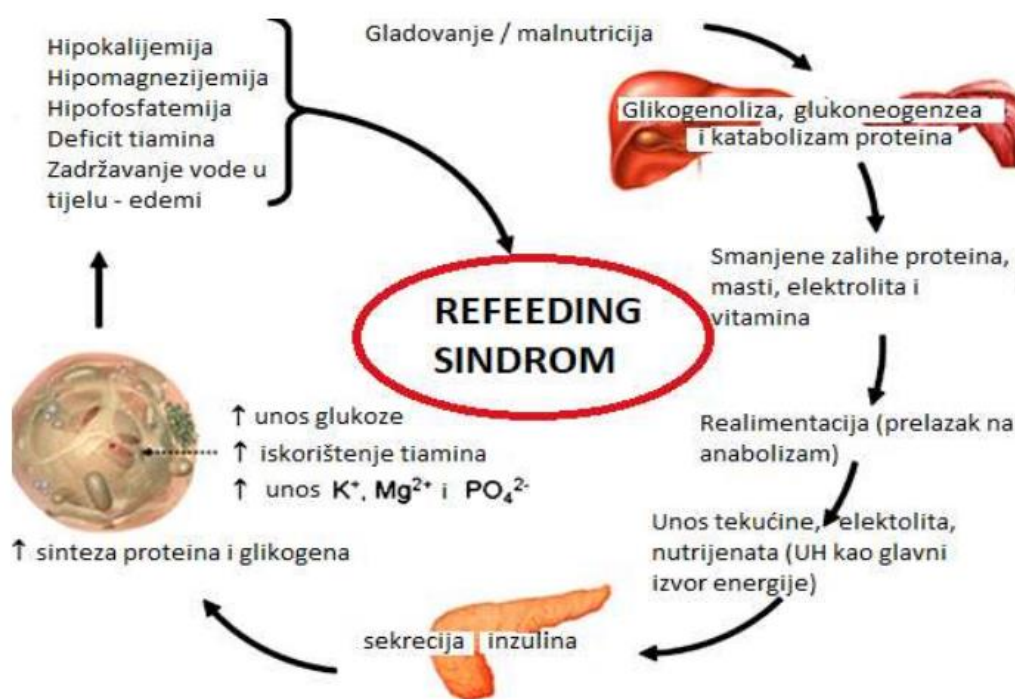 Gladovanje / malnutricija
Glikogenoliza, glukoneogenzea
i katabolizam proteina
Smanjene zalihe proteina,
masti, elektrolita i
vitamina
Realimentacija (prelazak na
anabolizam)
Unos tekućine, elektolita,
nutrijenata (UH kao glavni
izvor energije)
sekrecija inzulina
↑ unos glukoze
↑ iskorištenje tiamina
↑ unos K⁺, Mg²⁺ i PO₄²⁻
↑ sinteza proteina i glikogena
Hipokalijemija
Hipomagnezijemija
Hipofosfatemija
Deficit tiamina
Zadržavanje vode u
tijelu - edemi
REFEEDING
SINDROM